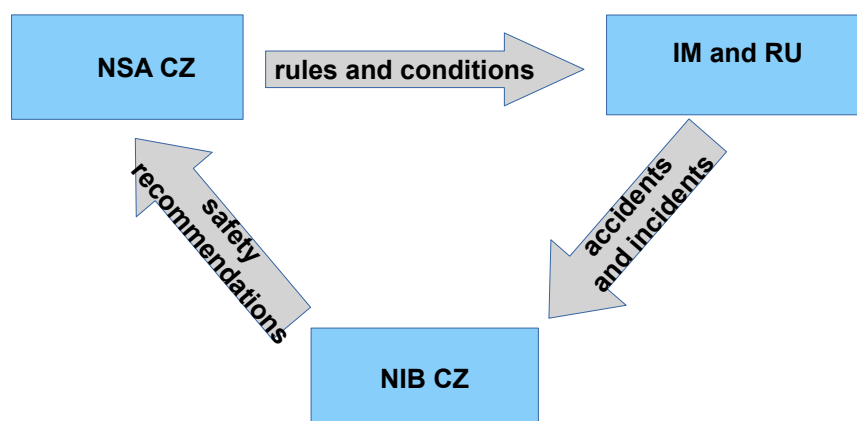 NSA CZ
rules and conditions
IM and RU
accidents
and incidents
safety
recommendations
NIB CZ